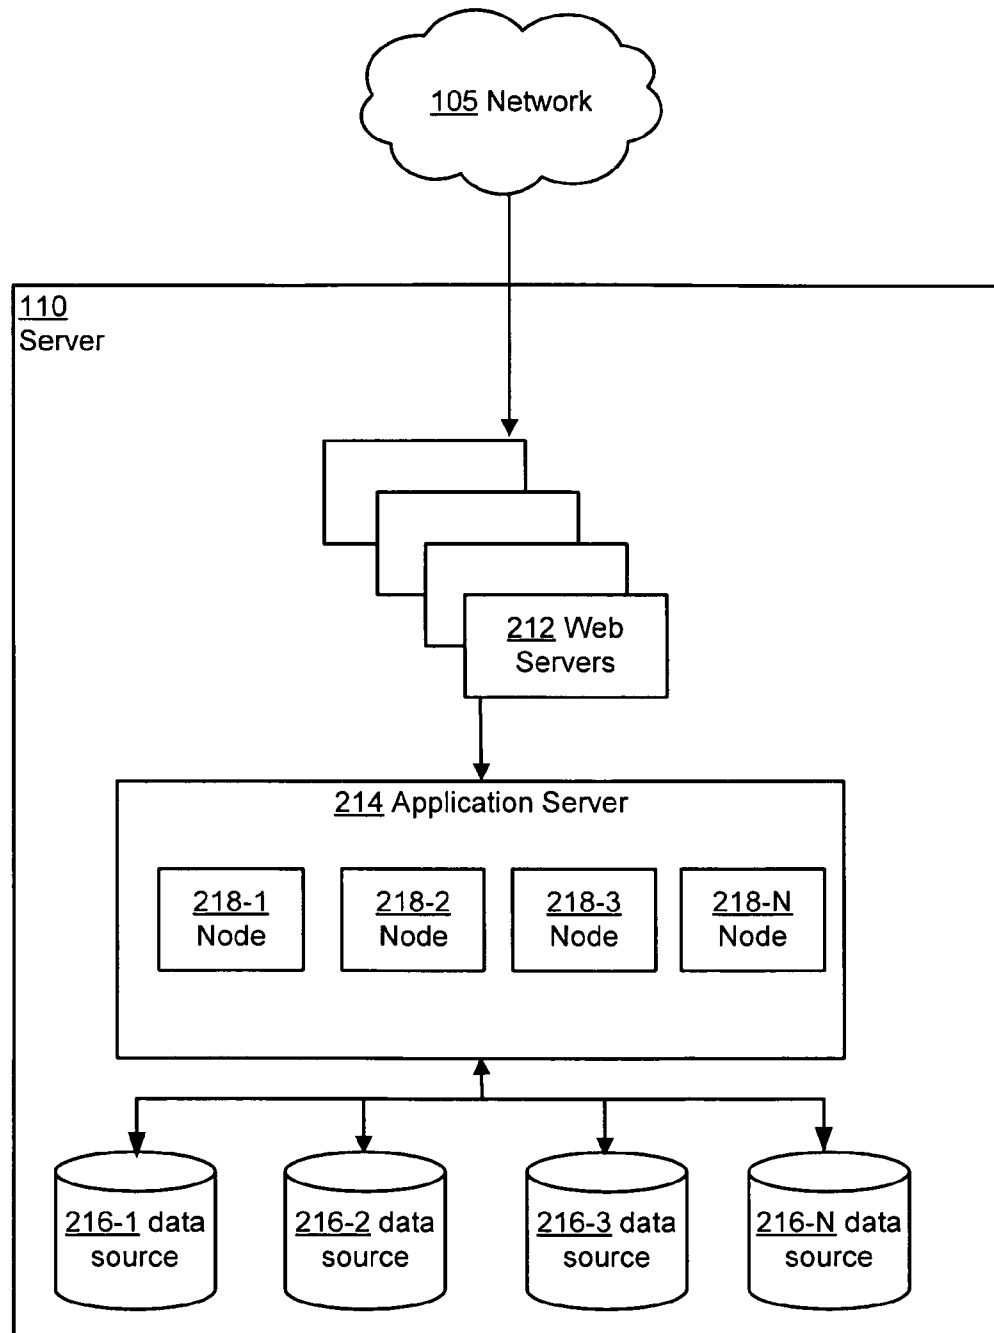 105 Network
110
Server
212 Web
Servers
214 Application Server
218-1
Node
218-2
Node
218-3
Node
218-N
Node
216-1 data
source
216-2 data
source
216-3 data
source
216-N data
source